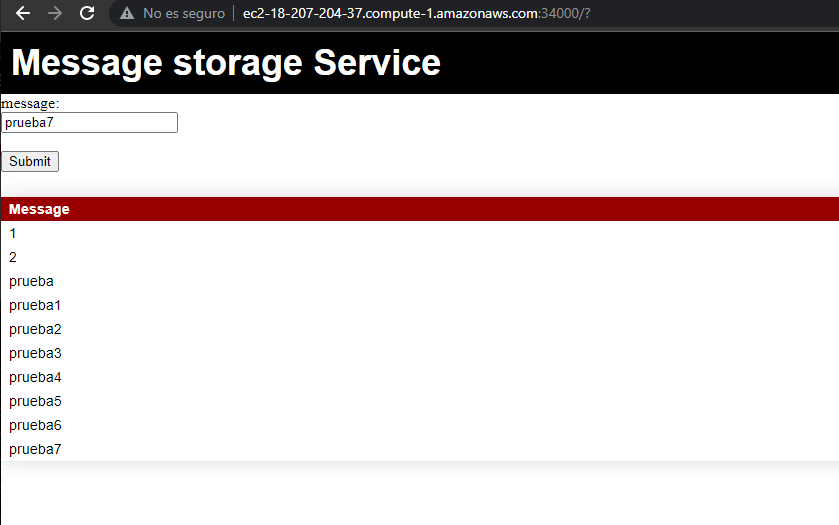 No es seguro ec2-18-207-204-37.compute-1.amazonaws.com:34000/?
Message storage Service
message:
prueba7
Submit
Message
1
2
prueba
prueba1
prueba2
prueba3
prueba4
prueba5
prueba6
prueba7